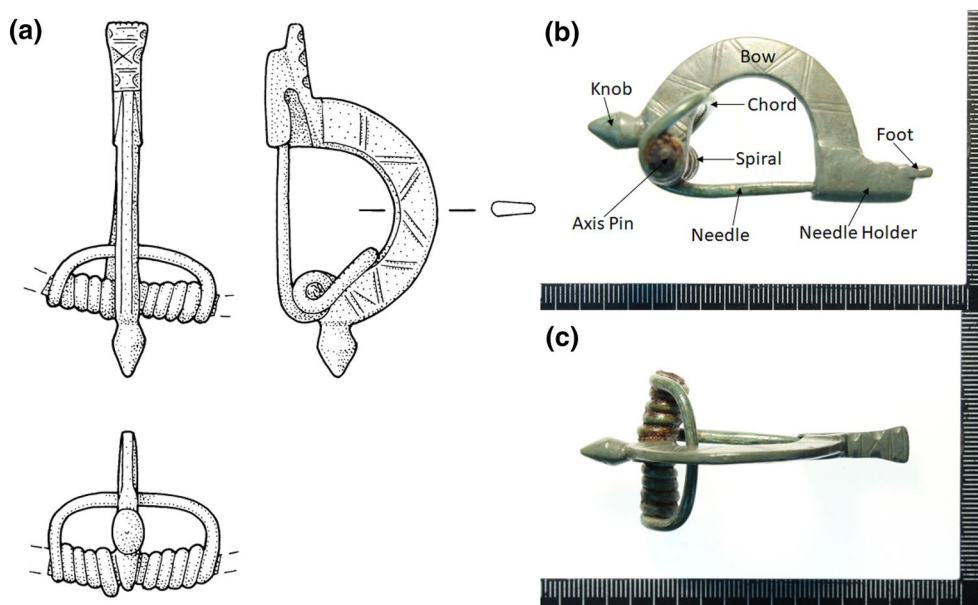 (a)
(b)
Bow
Knob
Chord
Foot
Spiral
Axis Pin
Needle
Needle Holder
(c)